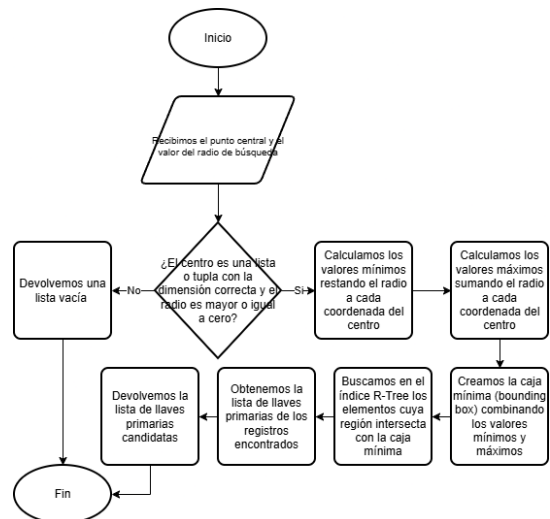 Inicio
Recibimos el punto central y el
valor del radio de búsqueda
¿El centro es una lista
o tupla con la
dimensión correcta y el
radio es mayor o igual
a cero?
No
Si
Devolvemos una
lista vacía
Calculamos los
valores mínimos
restando el radio
a cada
coordenada del
centro
Calculamos los
valores máximos
sumando el radio
a cada
coordenada del
centro
Creamos la caja
mínima (bounding
box) combinando
los valores
mínimos y
máximos
Buscamos en el
índice R-Tree los
elementos cuya
región intersecta
con la caja
mínima
Obtenemos la
lista de llaves
primarias de los
registros
encontrados
Devolvemos la
lista de llaves
primarias
candidatas
Fin